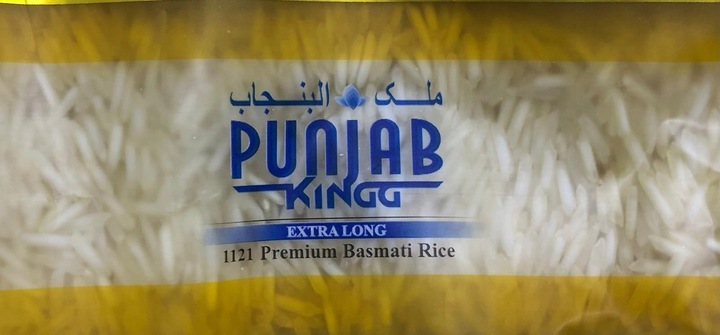 ملك البنجاب
PUNJAB
KINGG
EXTRA LONG
1121 Premium Basmati Rice